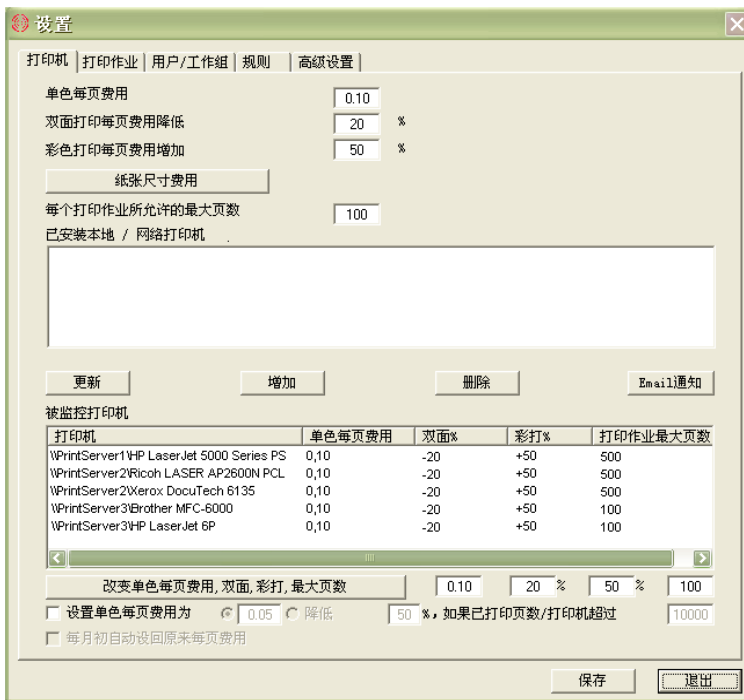 设置
打印机 打印作业 用户/工作组 规则 高级设置
单色每页费用 0.10
双面打印每页费用降低 20 %
彩色打印每页费用增加 50 %
纸张尺寸费用
每个打印作业所允许的最大页数 100
已安装本地 / 网络打印机
更新 增加 删除 Email通知
被监控打印机
打印机 单色每页费用 双面% 彩打% 打印作业最大页数
\\PrintServer1\HP LaserJet 5000 Series PS 0,10 -20 +50 500
\\PrintServer2\Ricoh LASER AP2600N PCL 0,10 -20 +50 500
\\PrintServer2\Xerox DocuTech 6135 0,10 -20 +50 500
\\PrintServer3\Brother MFC-6000 0,10 -20 +50 100
\\PrintServer3\HP LaserJet 6P 0,10 -20 +50 100
改变单色每页费用,双面,彩打,最大页数 0.10 20 % 50 % 100
设置单色每页费用为 0.05 降低 50 %,如果已打印页数/打印机超过 10000
每月初自动设回原来每页费用
保存 退出